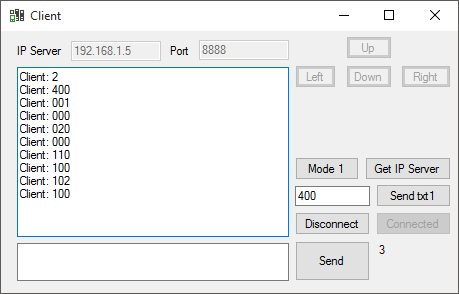 Client
IP Server 192.168.1.5 Port 8888
Up
Left Down Right
Client: 2
Client: 400
Client: 001
Client: 000
Client: 020
Client: 000
Client: 110
Client: 100
Client: 102
Client: 100
Mode 1 Get IP Server
400 Send txt1
Disconnect Connected
Send 3